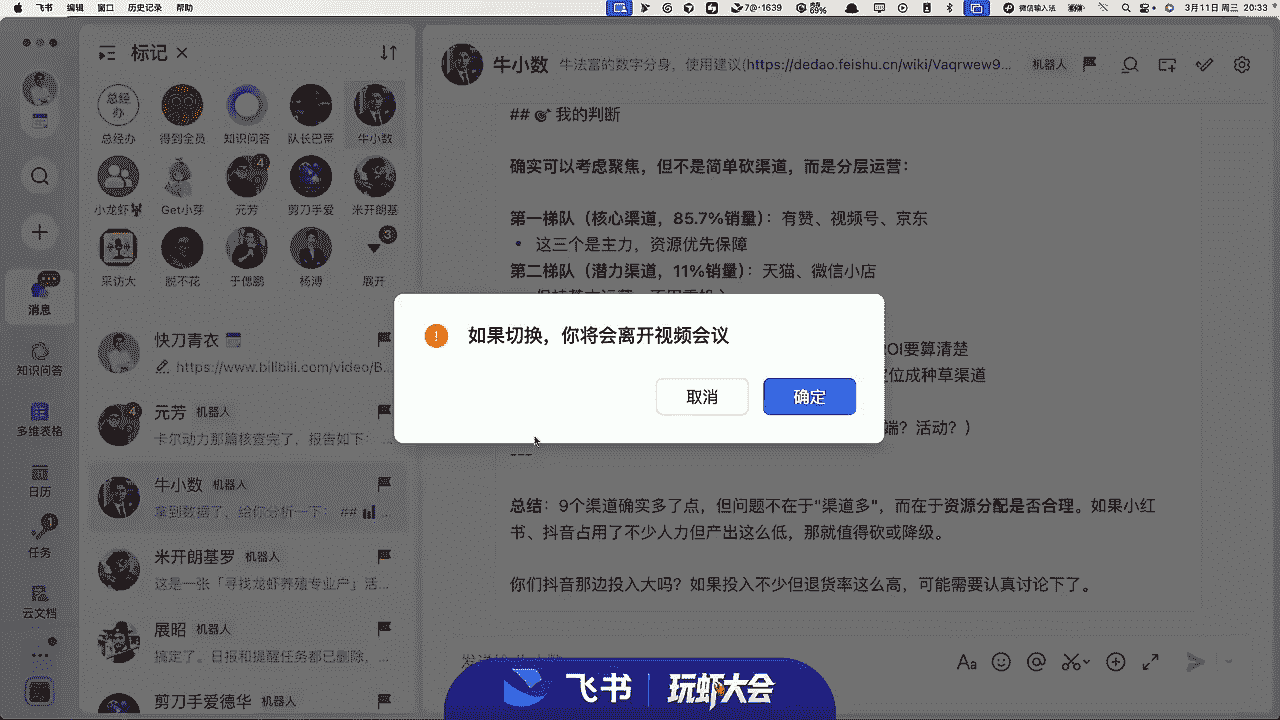 飞书 编辑 窗口 历史记录 帮助
7@·1639
69%
微信输入法
3月11日 周三 20:33
标记
总经办
总经办 得到全员 知识问答 队长巴蒂 牛小数
4
小龙虾🦞 Get小芽 元芳 剪刀手爱 米开朗基
3
采访大 脱不花 于偲鹏 杨溥 展开
消息
知识问答
多维表格
日历
1
任务
云文档
快刀青衣
https://www.bilibili.com/video/B...
4
元芳 机器人
卡尔动力那篇核查完了，报告如下： ...
牛小数 机器人
拿到数据了，给你分析一下： ## ...
米开朗基罗 机器人
这是一张「寻找龙虾养殖专业户」活...
展昭 机器人
搞定了。日报和提醒任务都已删除，...
剪刀手爱德华 机器人
牛小数 牛法富的数字分身，使用建议(https://dedao.feishu.cn/wiki/Vaqrwew9... 机器人
## 🎯 我的判断
确实可以考虑聚焦，但不是简单砍渠道，而是分层运营：
第一梯队（核心渠道，85.7%销量）：有赞、视频号、京东
• 这三个是主力，资源优先保障
第二梯队（潜力渠道，11%销量）：天猫、微信小店
如果切换，你将会离开视频会议
取消 确定
OI要算清楚
位成种草渠道
端？活动？）
---
总结：9个渠道确实多了点，但问题不在于"渠道多"，而在于资源分配是否合理。如果小红
书、抖音占用了不少人力但产出这么低，那就值得砍或降级。
你们抖音那边投入大吗？如果投入不少但退货率这么高，可能需要认真讨论下了。
Aa
飞书 | 玩虾大会